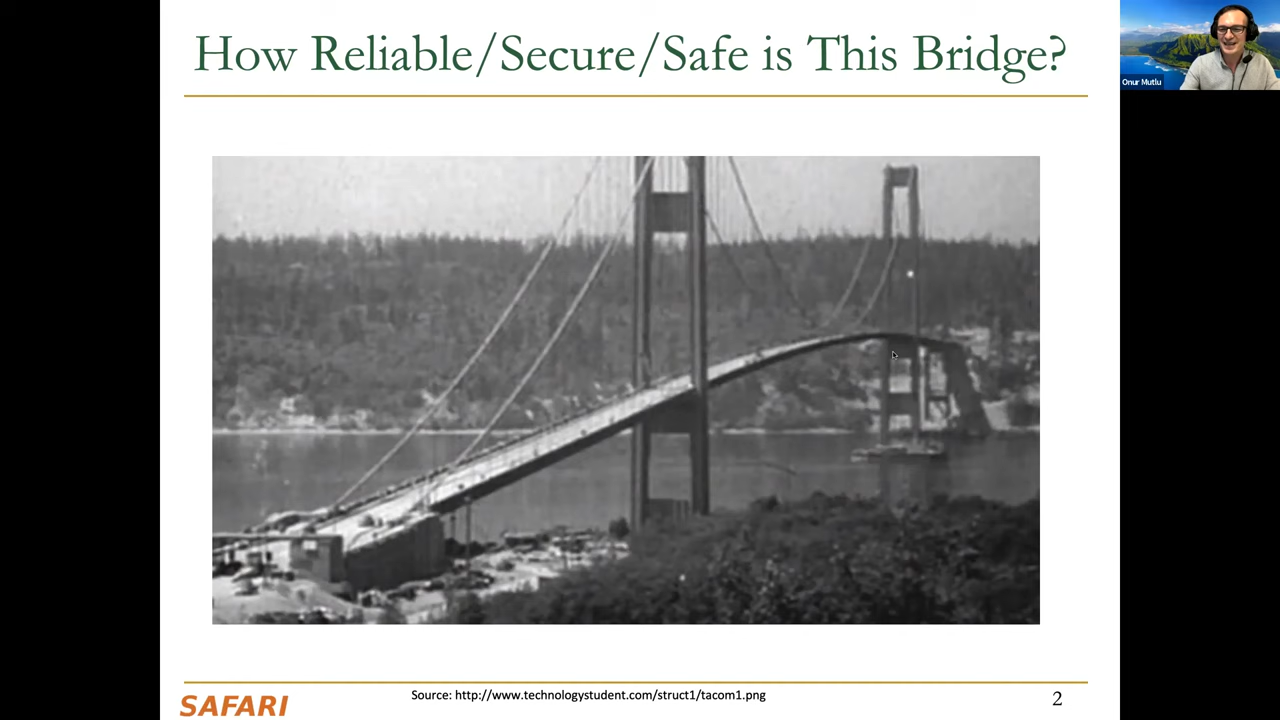 How Reliable/Secure/Safe is This Bridge?
Onur Mutlu
Source: http://www.technologystudent.com/struct1/tacom1.png
SAFARI
2